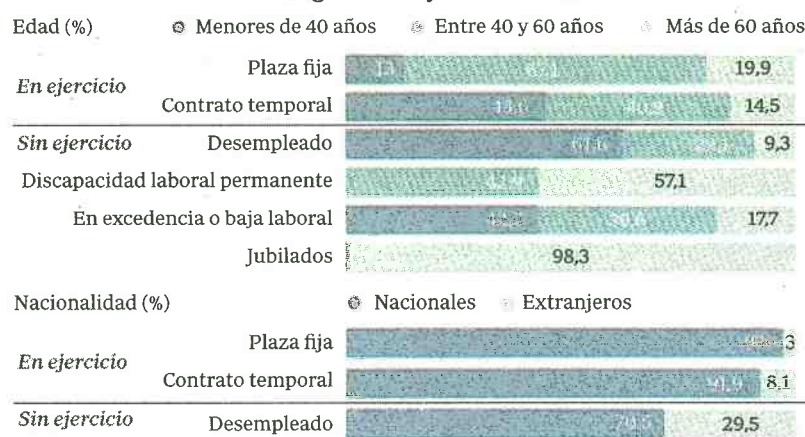 Edad (%) Menores de 40 años Entre 40 y 60 años Más de 60 años
En ejercicio
Plaza fija 19,9
Contrato temporal 14,5
Sin ejercicio Desempleado 9,3
Discapacidad laboral permanente 57,1
En excedencia o baja laboral 17,7
Jubilados 98,3
Nacionalidad (%) Nacionales Extranjeros
En ejercicio
Plaza fija 3
Contrato temporal 8,1
Sin ejercicio Desempleado 29,5